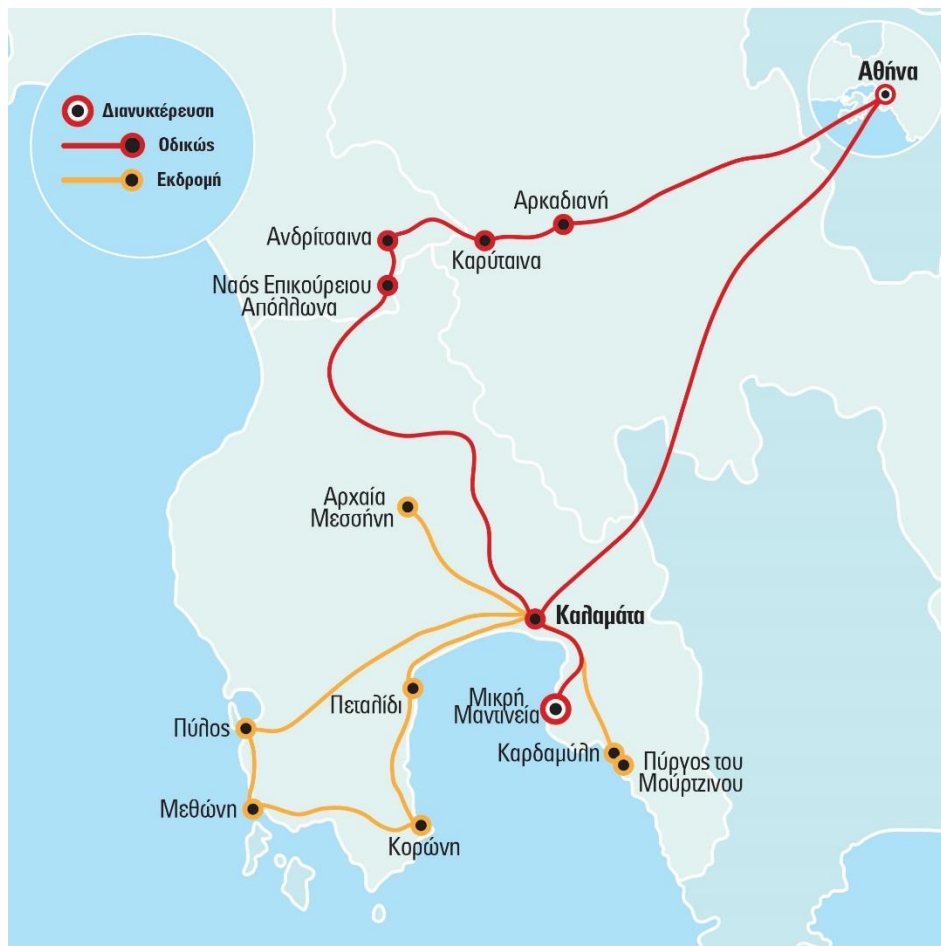 Διανυκτέρευση
Οδικώς
Εκδρομή
Αθήνα
Αρκαδιανή
Ανδρίτσαινα
Καρύταινα
Ναός Επικούρειου
Απόλλωνα
Αρχαία
Μεσσήνη
Καλαμάτα
Πεταλίδι
Μικρή
Μαντινεία
Πύλος
Καρδαμύλη
Πύργος του
Μούρτζινου
Μεθώνη
Κορώνη